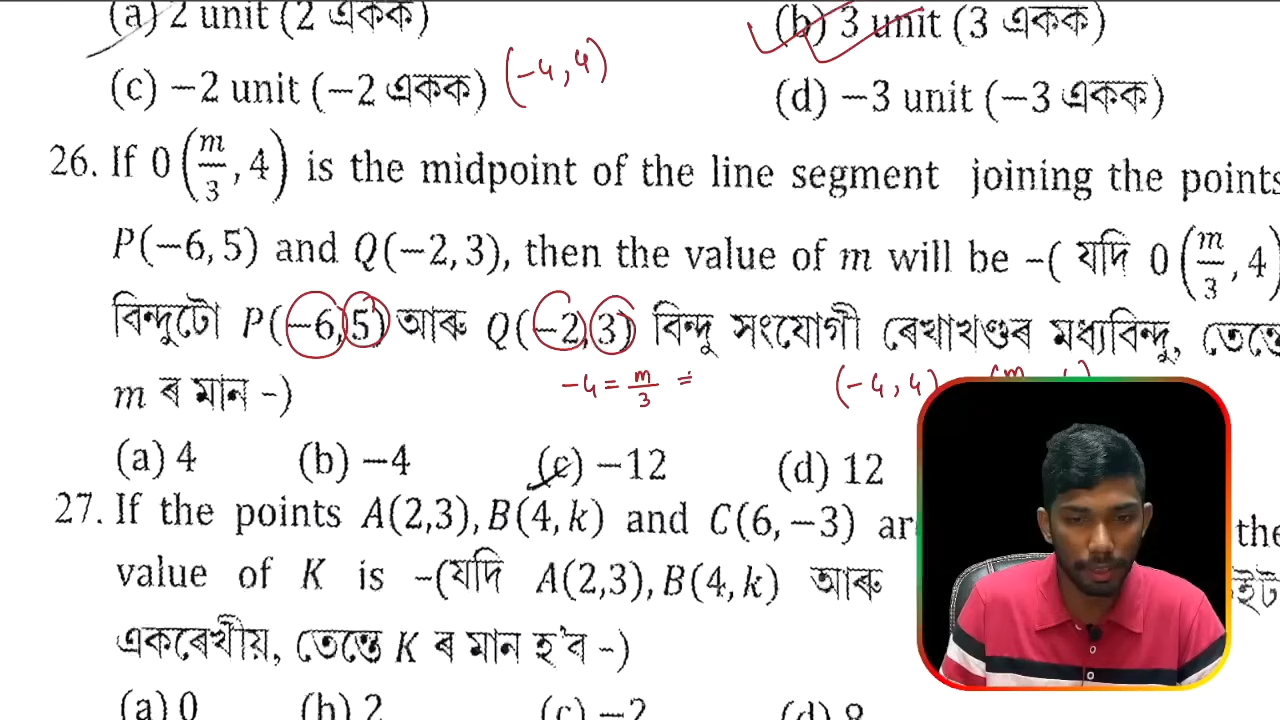 (a) 2 unit (2 একক) (b) 3 unit (3 একক)
(c) −2 unit (−2 একক) (-4, 4) (d) −3 unit (−3 একক)
26. If 0 (m/3, 4) is the midpoint of the line segment joining the points
P(−6, 5) and Q(−2, 3), then the value of m will be −( যদি 0 (m/3, 4)
বিন্দুটো P(−6, 5) আৰু Q(−2, 3) বিন্দু সংযোগী ৰেখাখণ্ডৰ মধ্যবিন্দু, তেন্তে
m ৰ মান −) -4 = m/3 = (-4, 4)
(a) 4 (b) −4 (c) −12 (d) 12
27. If the points A(2,3), B(4, k) and C(6, −3) the
value of K is −(যদি A(2,3), B(4, k) আৰু
একৰেখীয়, তেন্তে K ৰ মান হ'ব −)
(a) 0 (b) 2 (c) −2 (d) 8